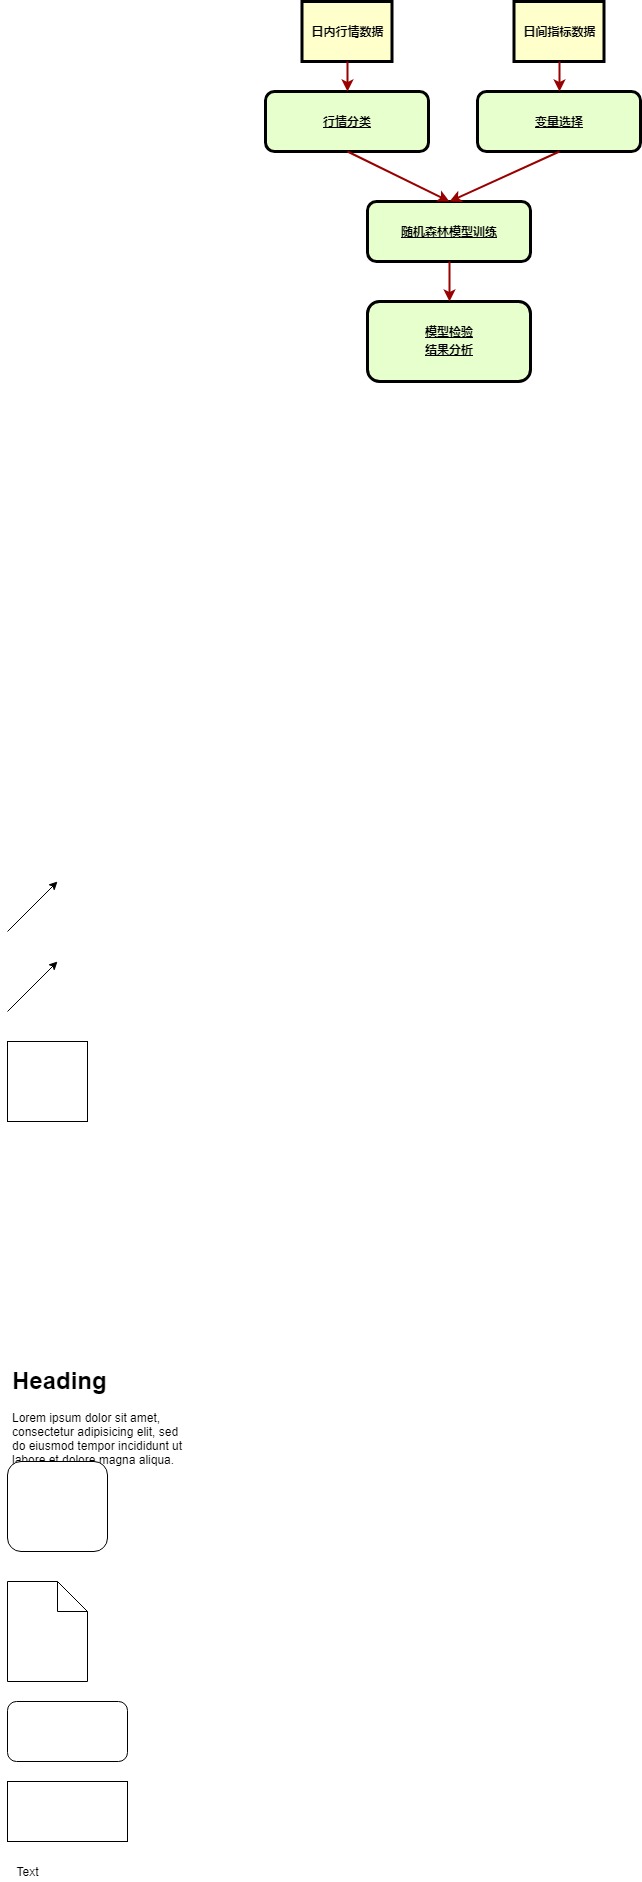 日内行情数据
日间指标数据
行情分类
变量选择
随机森林模型训练
模型检验
结果分析
Heading
Lorem ipsum dolor sit amet,
consectetur adipisicing elit, sed
do eiusmod tempor incididunt ut
labore et dolore magna aliqua.
Text